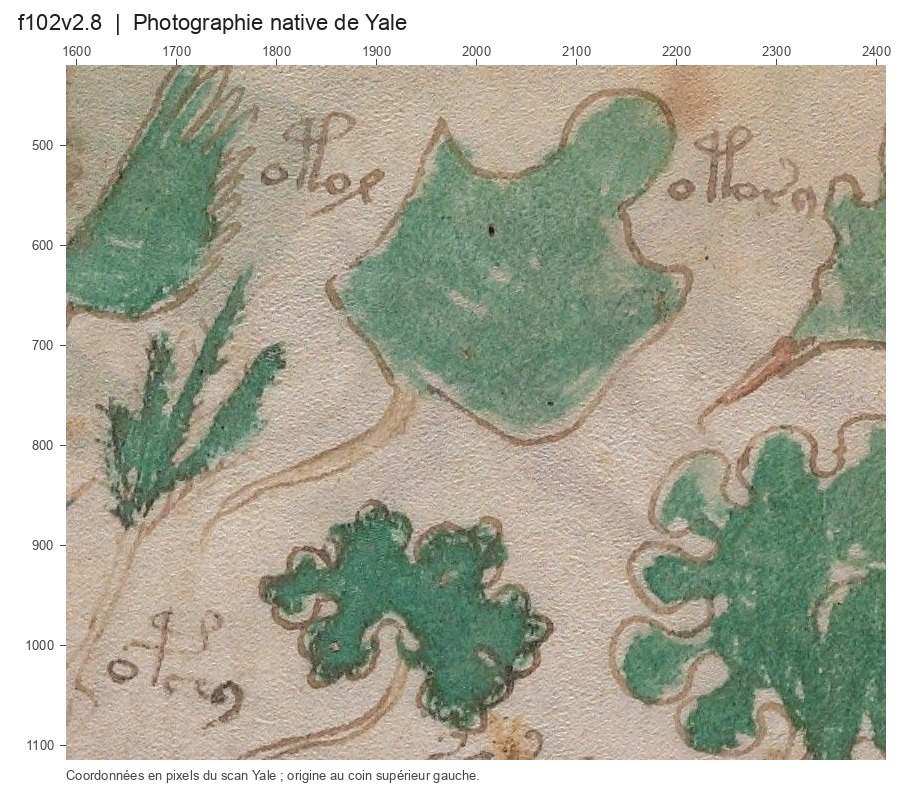 f102v2.8 | Photographie native de Yale
1600 1700 1800 1900 2000 2100 2200 2300 2400
500
600
700
800
900
1000
1100
Coordonnées en pixels du scan Yale ; origine au coin supérieur gauche.